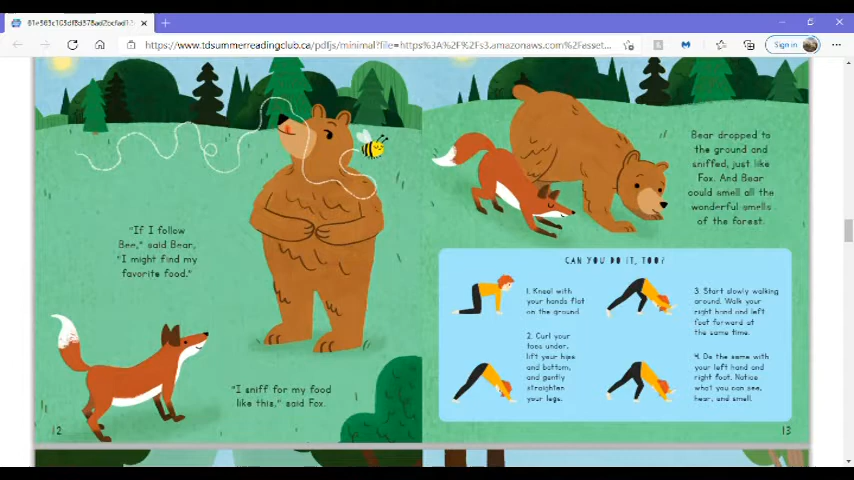 Sign in
https://www.tdsummerreadingclub.ca/pdfjs/minimal?file=https%3A%2F%2Fs3.amazonaws.com%2Fasset...
"If I follow
Bee," said Bear,
"I might find my
favorite food."
"I sniff for my food
like this," said Fox.
12
Bear dropped to
the ground and
sniffed, just like
Fox. And Bear
could smell all the
wonderful smells
of the forest.
CAN YOU DO IT, TOO?
1. Kneel with
your hands flat
on the ground.
2. Curl your
toes under,
lift your hips
and bottom,
and gently
straighten
your legs.
3. Start slowly walking
around. Walk your
right hand and left
foot forward at
the same time.
4. Do the same with
your left hand and
right foot. Notice
what you can see,
hear, and smell.
13